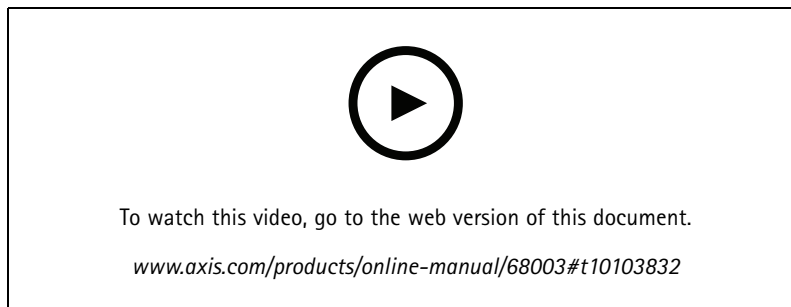 To watch this video, go to the web version of this document.
www.axis.com/products/online-manual/68003#t10103832